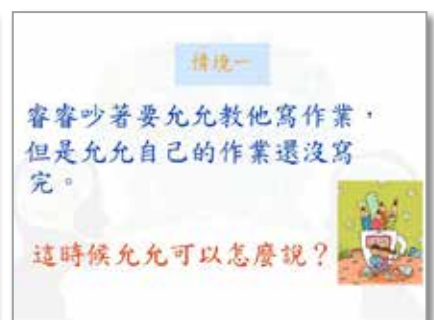 情境一
睿睿吵著要允允教他寫作業，
但是允允自己的作業還沒寫
完。
這時候允允可以怎麼說？